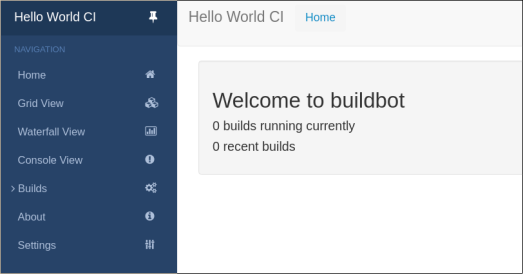 Hello World CI
NAVIGATION
Home
Grid View
Waterfall View
Console View
Builds
About
Settings
Hello World CI Home
Welcome to buildbot
0 builds running currently
0 recent builds